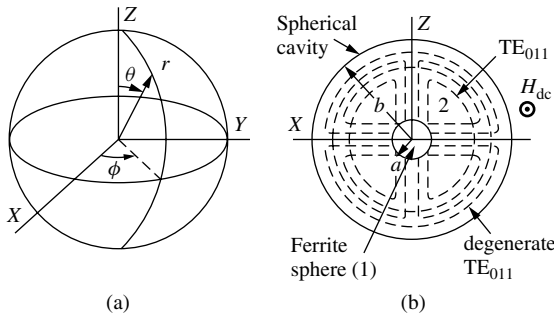 Z
θ
r
Y
ϕ
X
(a)
Spherical
cavity
Z
TE011
b
2
Hdc
X
a
Ferrite
sphere (1)
degenerate
TE011
(b)